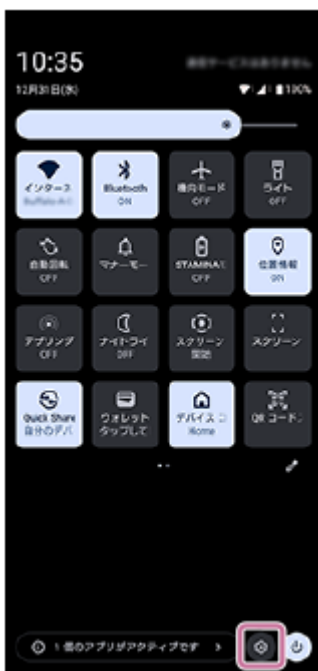 10:35
12月31日(水)
100%
インターネ
Bluetooth
ON
機内モード
OFF
ライト
OFF
自動回転
OFF
マナーモー
STAMINA
OFF
位置情報
ON
テザリング
OFF
ナイトライ
OFF
スクリーン
開始
スクリーン
Quick Share
自分のデバ
ウォレット
タップして
デバイス コ
Home
QR コード
1 個のアプリがアクティブです